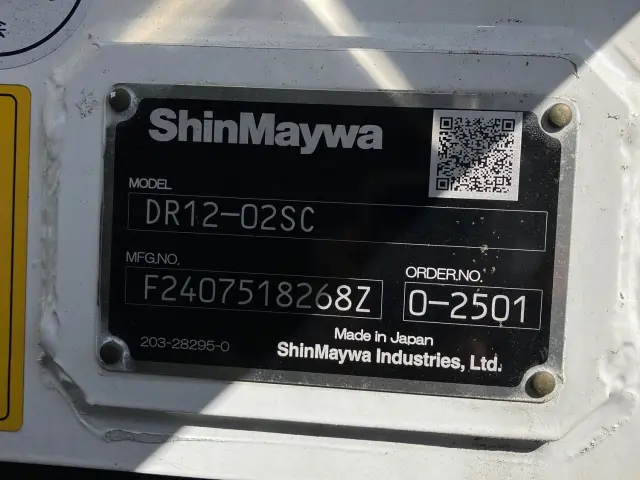 ShinMaywa
MODEL
DR12-02SC
MFG.NO.
F2407518268Z
ORDER.NO.
0-2501
203-28295-0
Made in Japan
ShinMaywa Industries, Ltd.